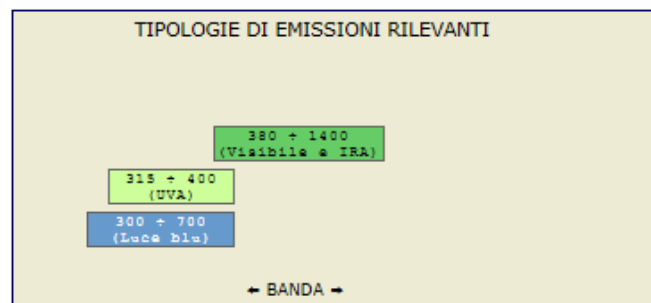 TIPOLOGIE DI EMISSIONI RILEVANTI
380 ÷ 1400
(Visibile e IRA)
315 ÷ 400
(UVA)
300 ÷ 700
(Luce blu)
← BANDA →